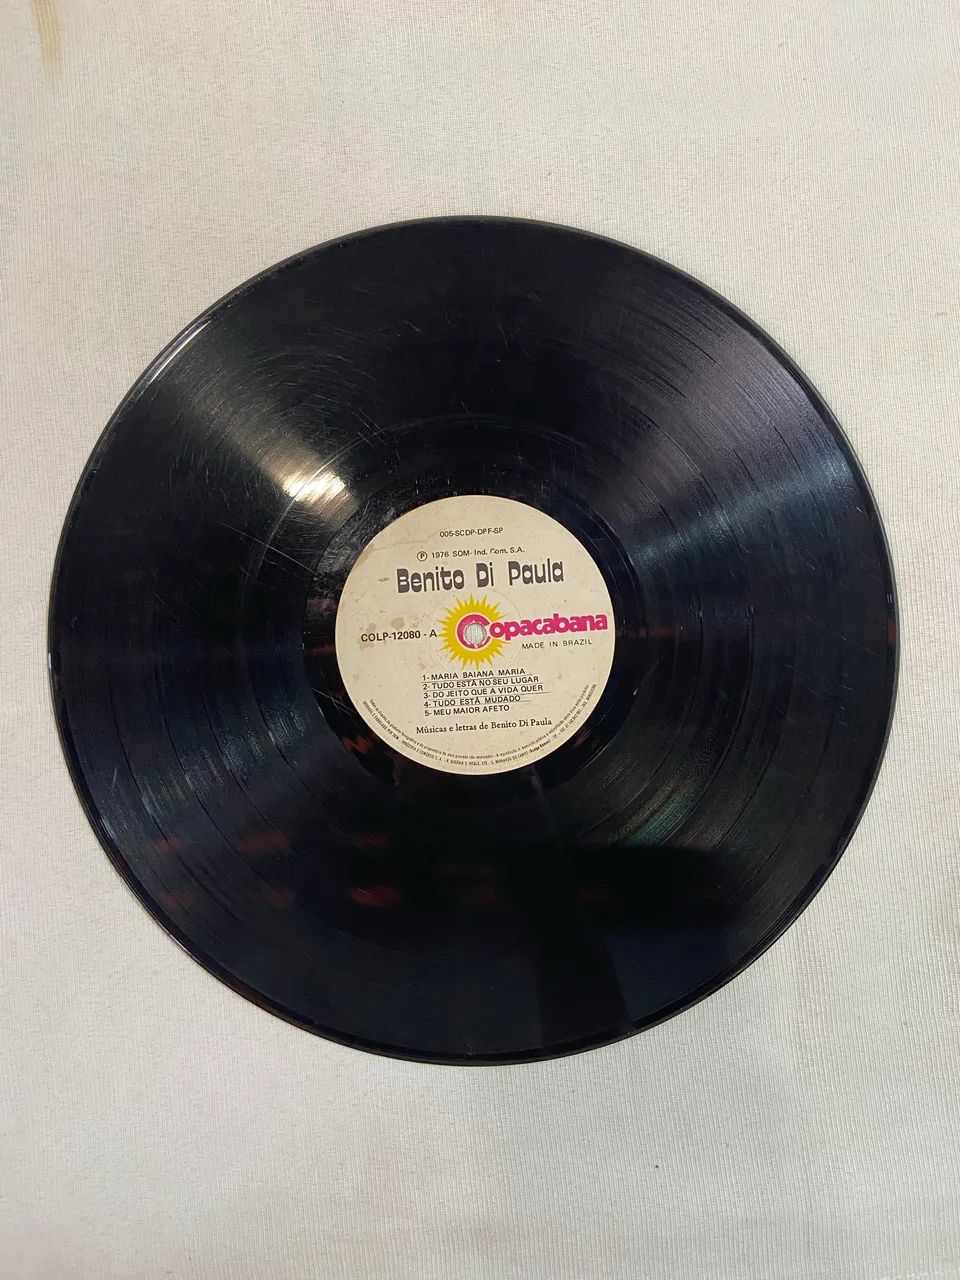 005-SCDP-DPF-SP
Ⓟ 1976 SOM- Ind. Com. S.A.
Benito Di Paula
COLP-12080 - A
Copacabana
MADE IN BRAZIL
1- MARIA BAIANA MARIA
2- TUDO ESTÁ NO SEU LUGAR
3- DO JEITO QUE A VIDA QUER
4- TUDO ESTÁ MUDADO
5- MEU MAIOR AFETO
Músicas e letras de Benito Di Paula